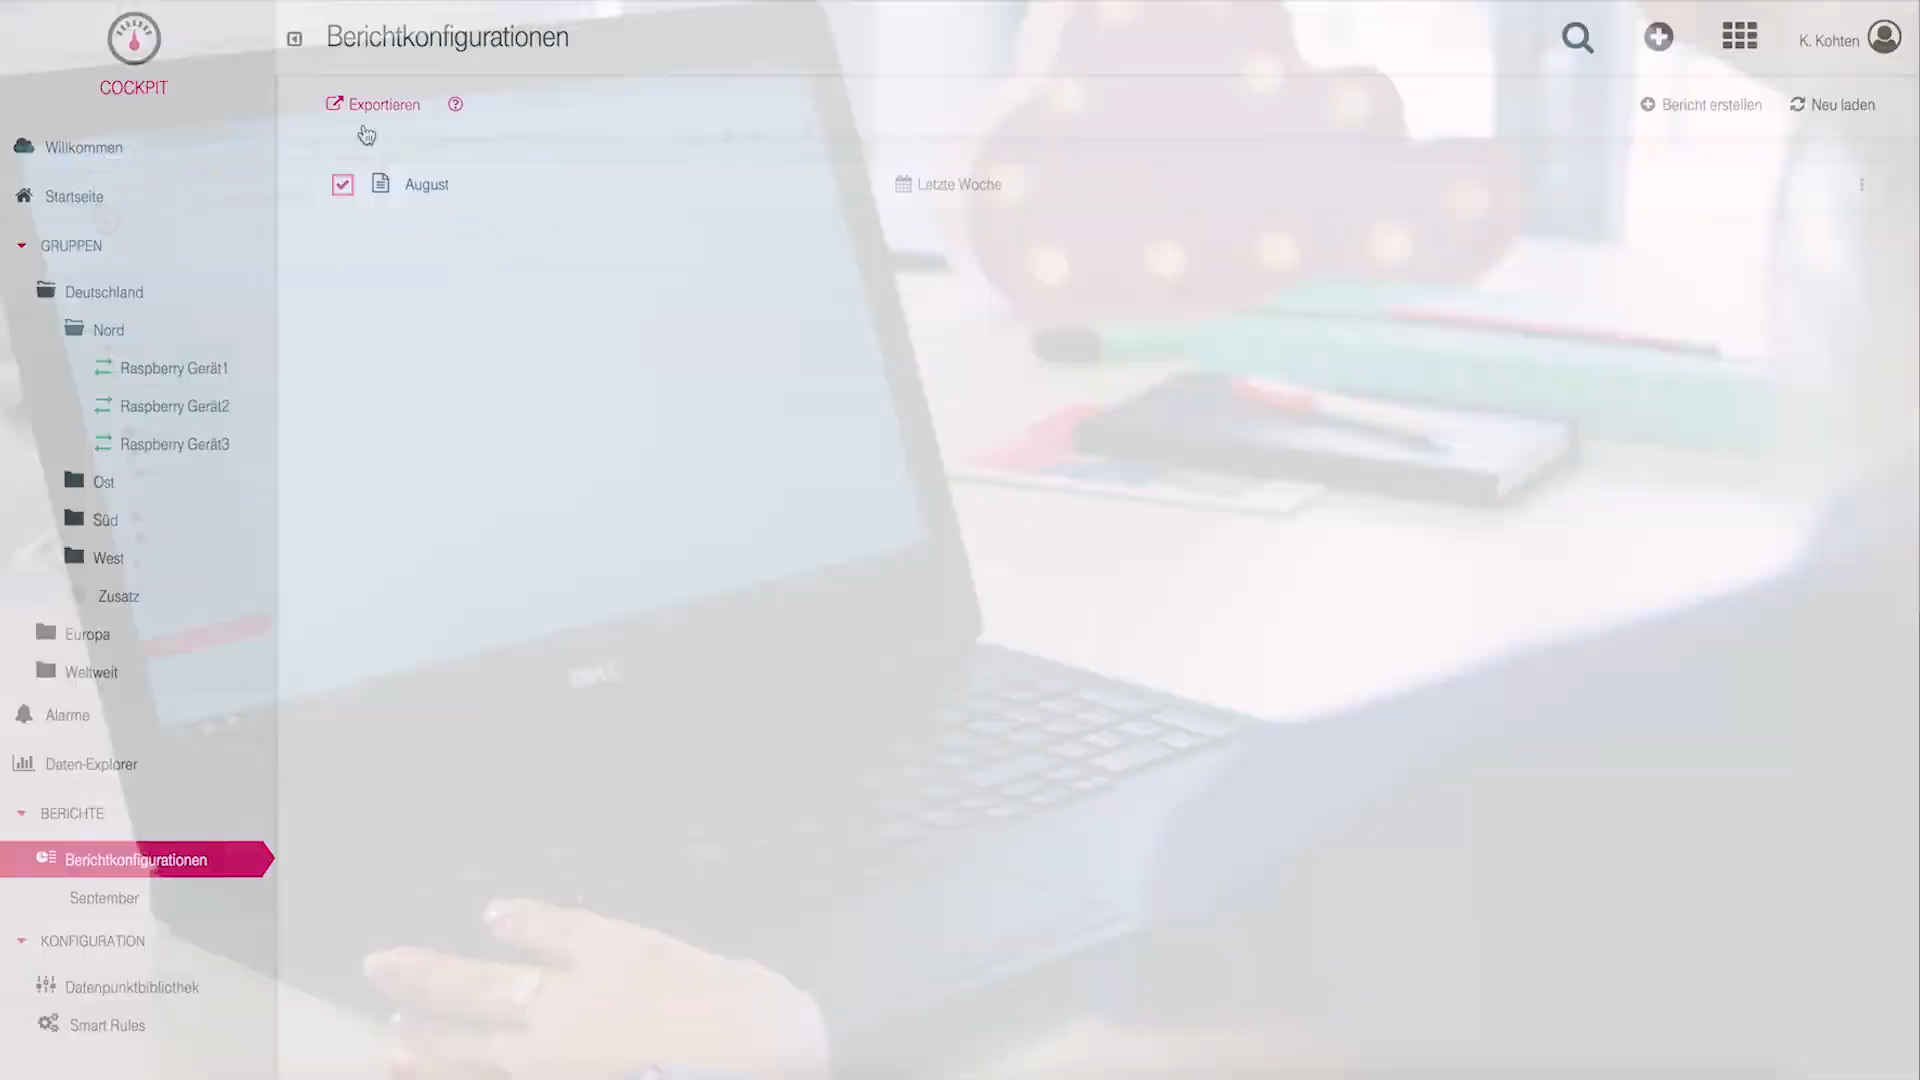 COCKPIT
Willkommen
Startseite
GRUPPEN
Deutschland
Nord
Raspberry Gerät1
Raspberry Gerät2
Raspberry Gerät3
Ost
Süd
West
Zusatz
Europa
Weltweit
Alarme
Daten-Explorer
BERICHTE
Berichtkonfigurationen
September
KONFIGURATION
Datenpunktbibliothek
Smart Rules
Berichtkonfigurationen
K. Kohten
Exportieren
Bericht erstellen
Neu laden
August
Letzte Woche
DELL